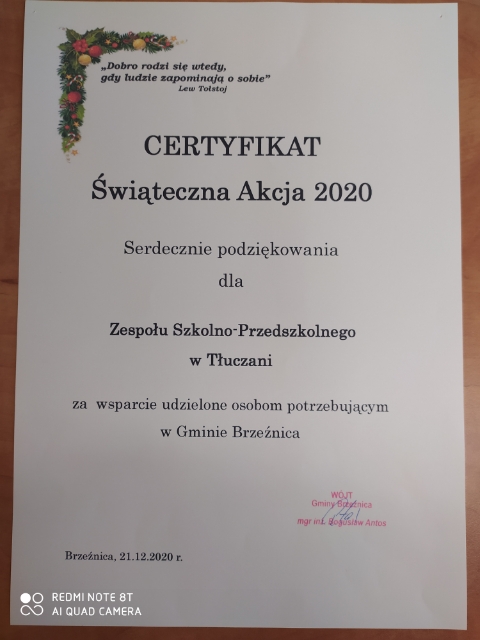 „Dobro rodzi się wtedy,
gdy ludzie zapominają o sobie”
Lew Tołstoj
CERTYFIKAT
Świąteczna Akcja 2020
Serdecznie podziękowania
dla
Zespołu Szkolno-Przedszkolnego
w Tłuczani
za wsparcie udzielone osobom potrzebującym
w Gminie Brzeźnica
WÓJT
Gminy Brzeźnica
mgr inż. Bogusław Antos
Brzeźnica, 21.12.2020 r.
REDMI NOTE 8T
AI QUAD CAMERA